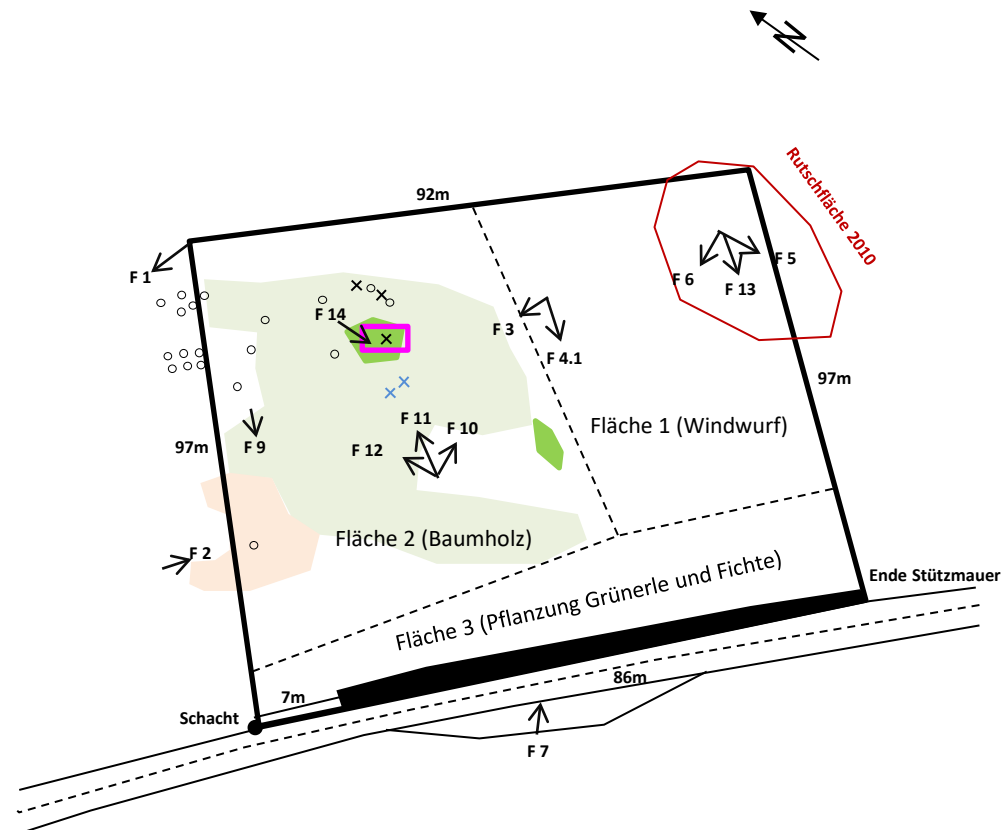 N
Rutschfläche 2010
92m
F 1
F 5
F 6
F 13
F 14
F 3
F 4.1
97m
F 11
F 10
Fläche 1 (Windwurf)
97m
F 9
F 12
Fläche 2 (Baumholz)
F 2
Ende Stützmauer
Fläche 3 (Pflanzung Grünerle und Fichte)
86m
7m
Schacht
F 7